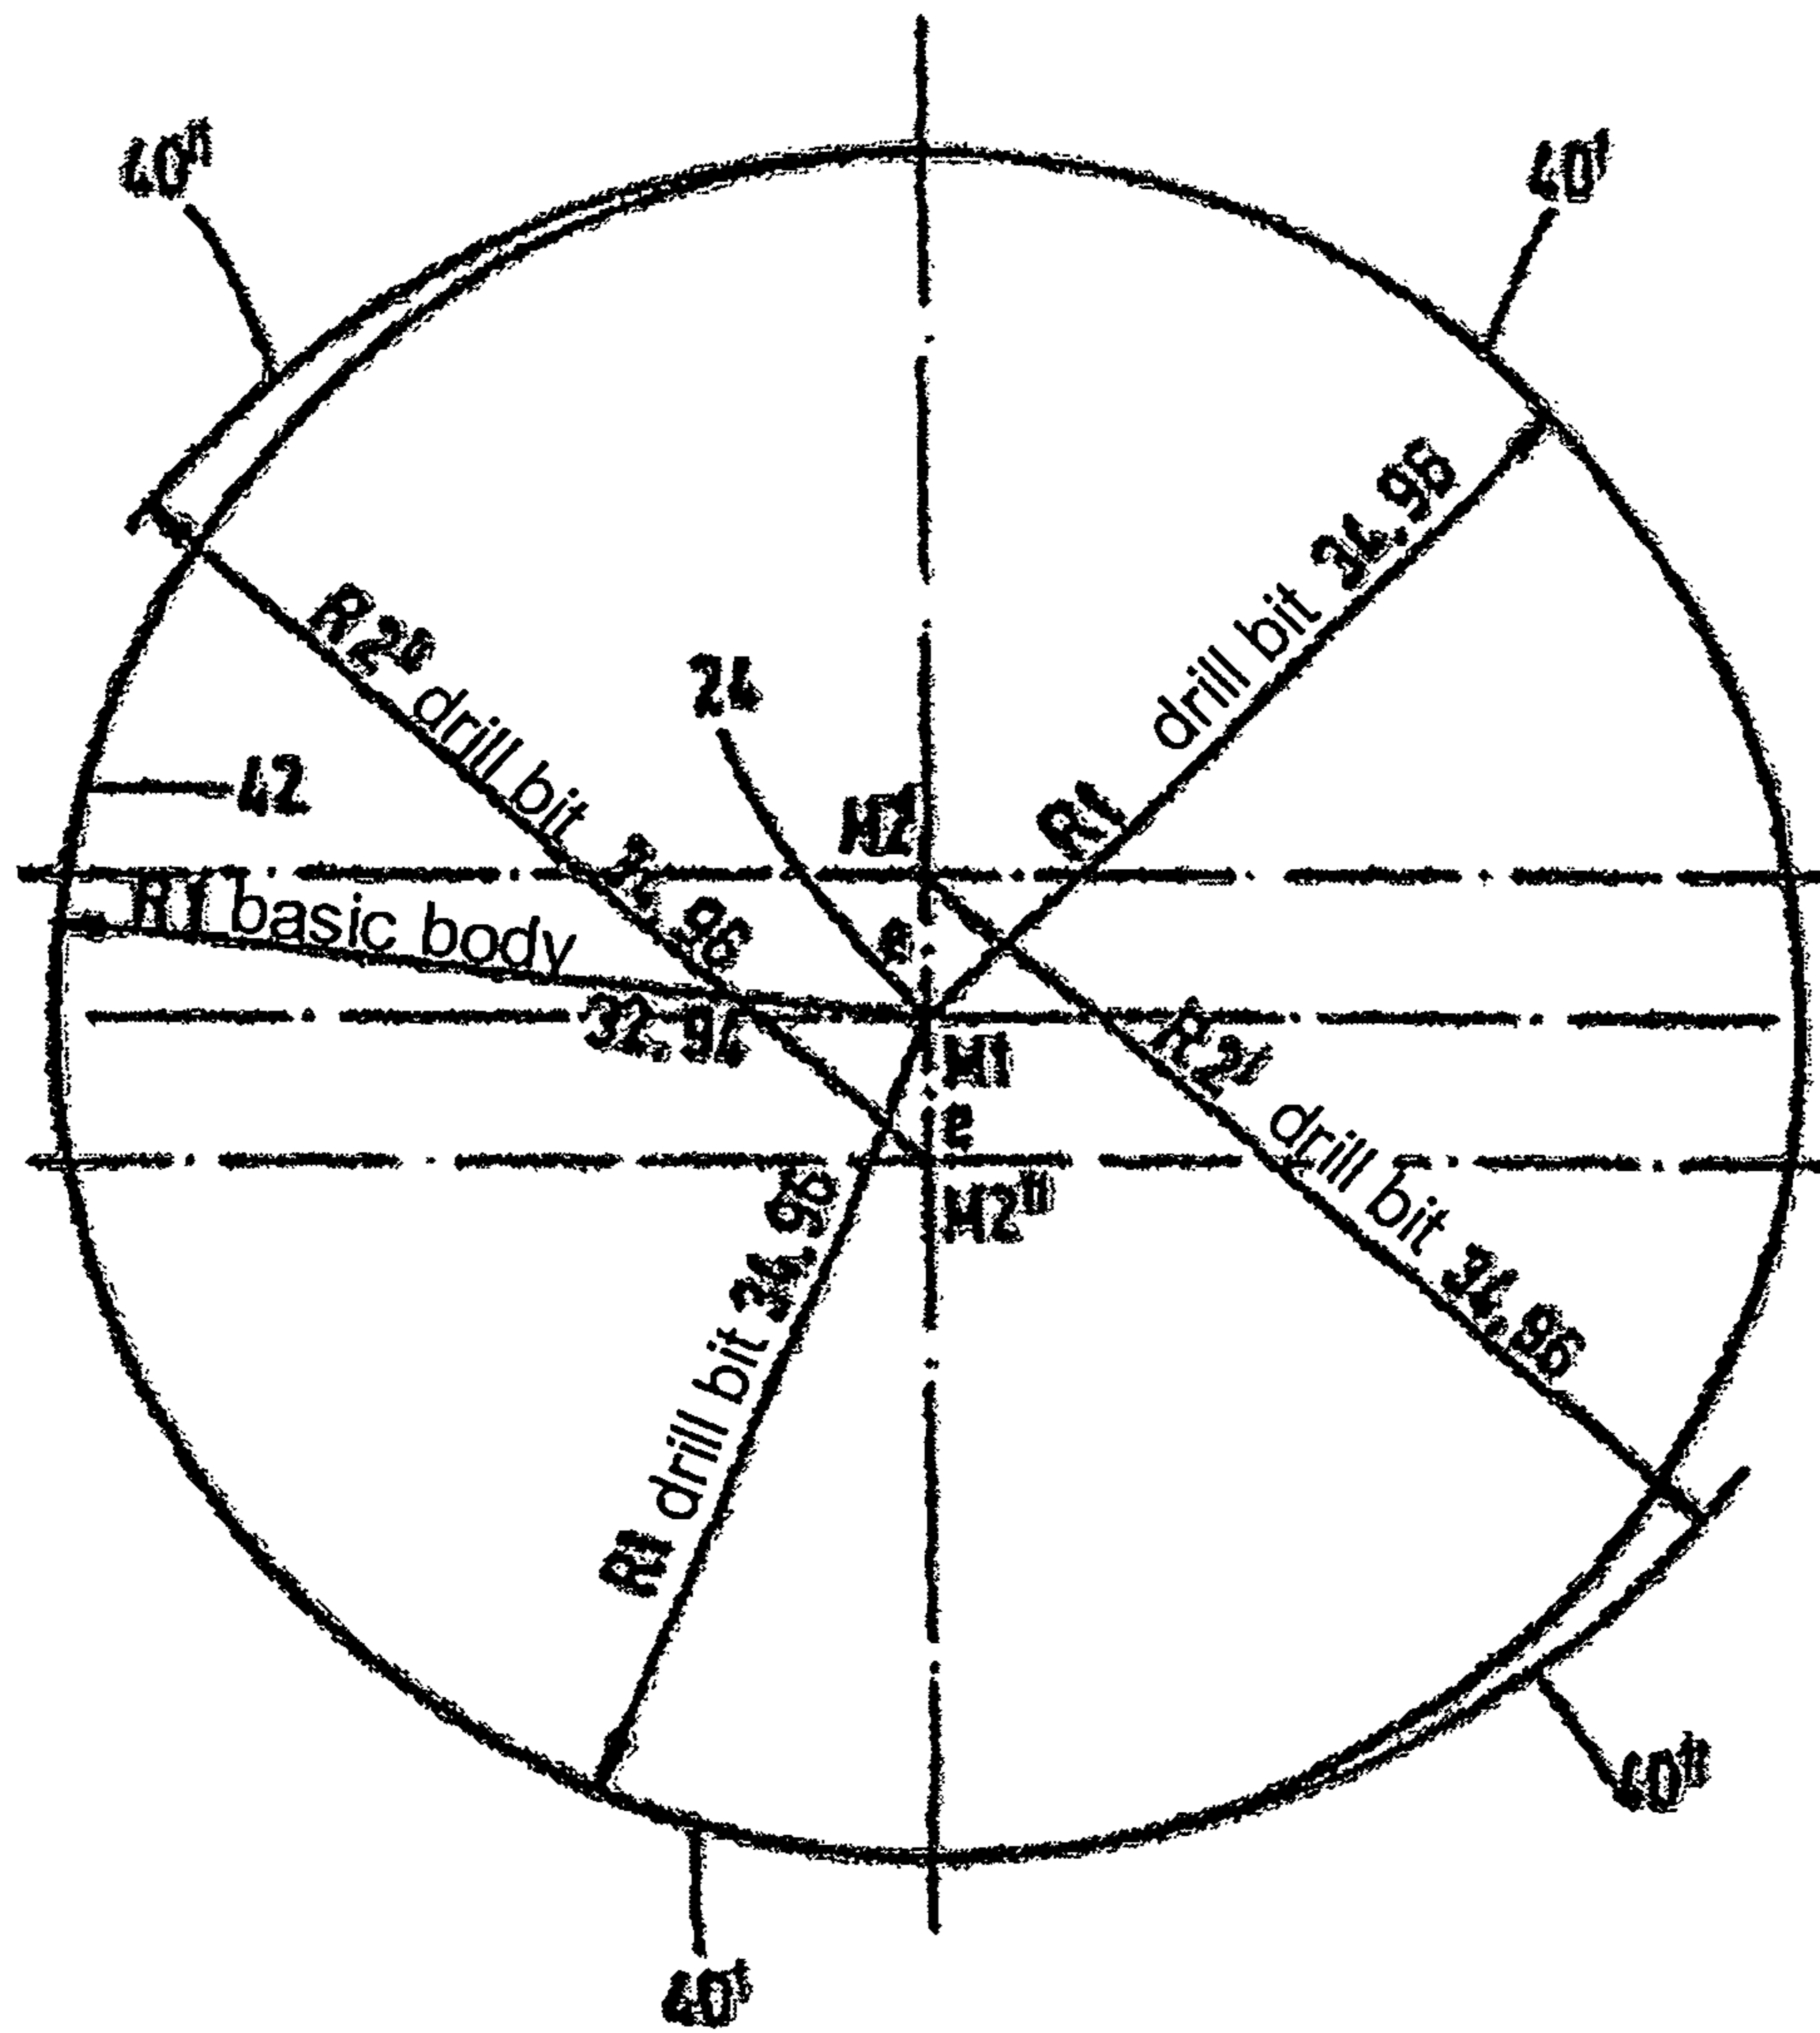 40"
40'
R2" drill bit 34,96
24
R1 drill bit 34,96
42
M2'
R1 basic body
32.94
e
M1
e
M2"
R2' drill bit 34,96
R1 drill bit 34,96
40"
40'